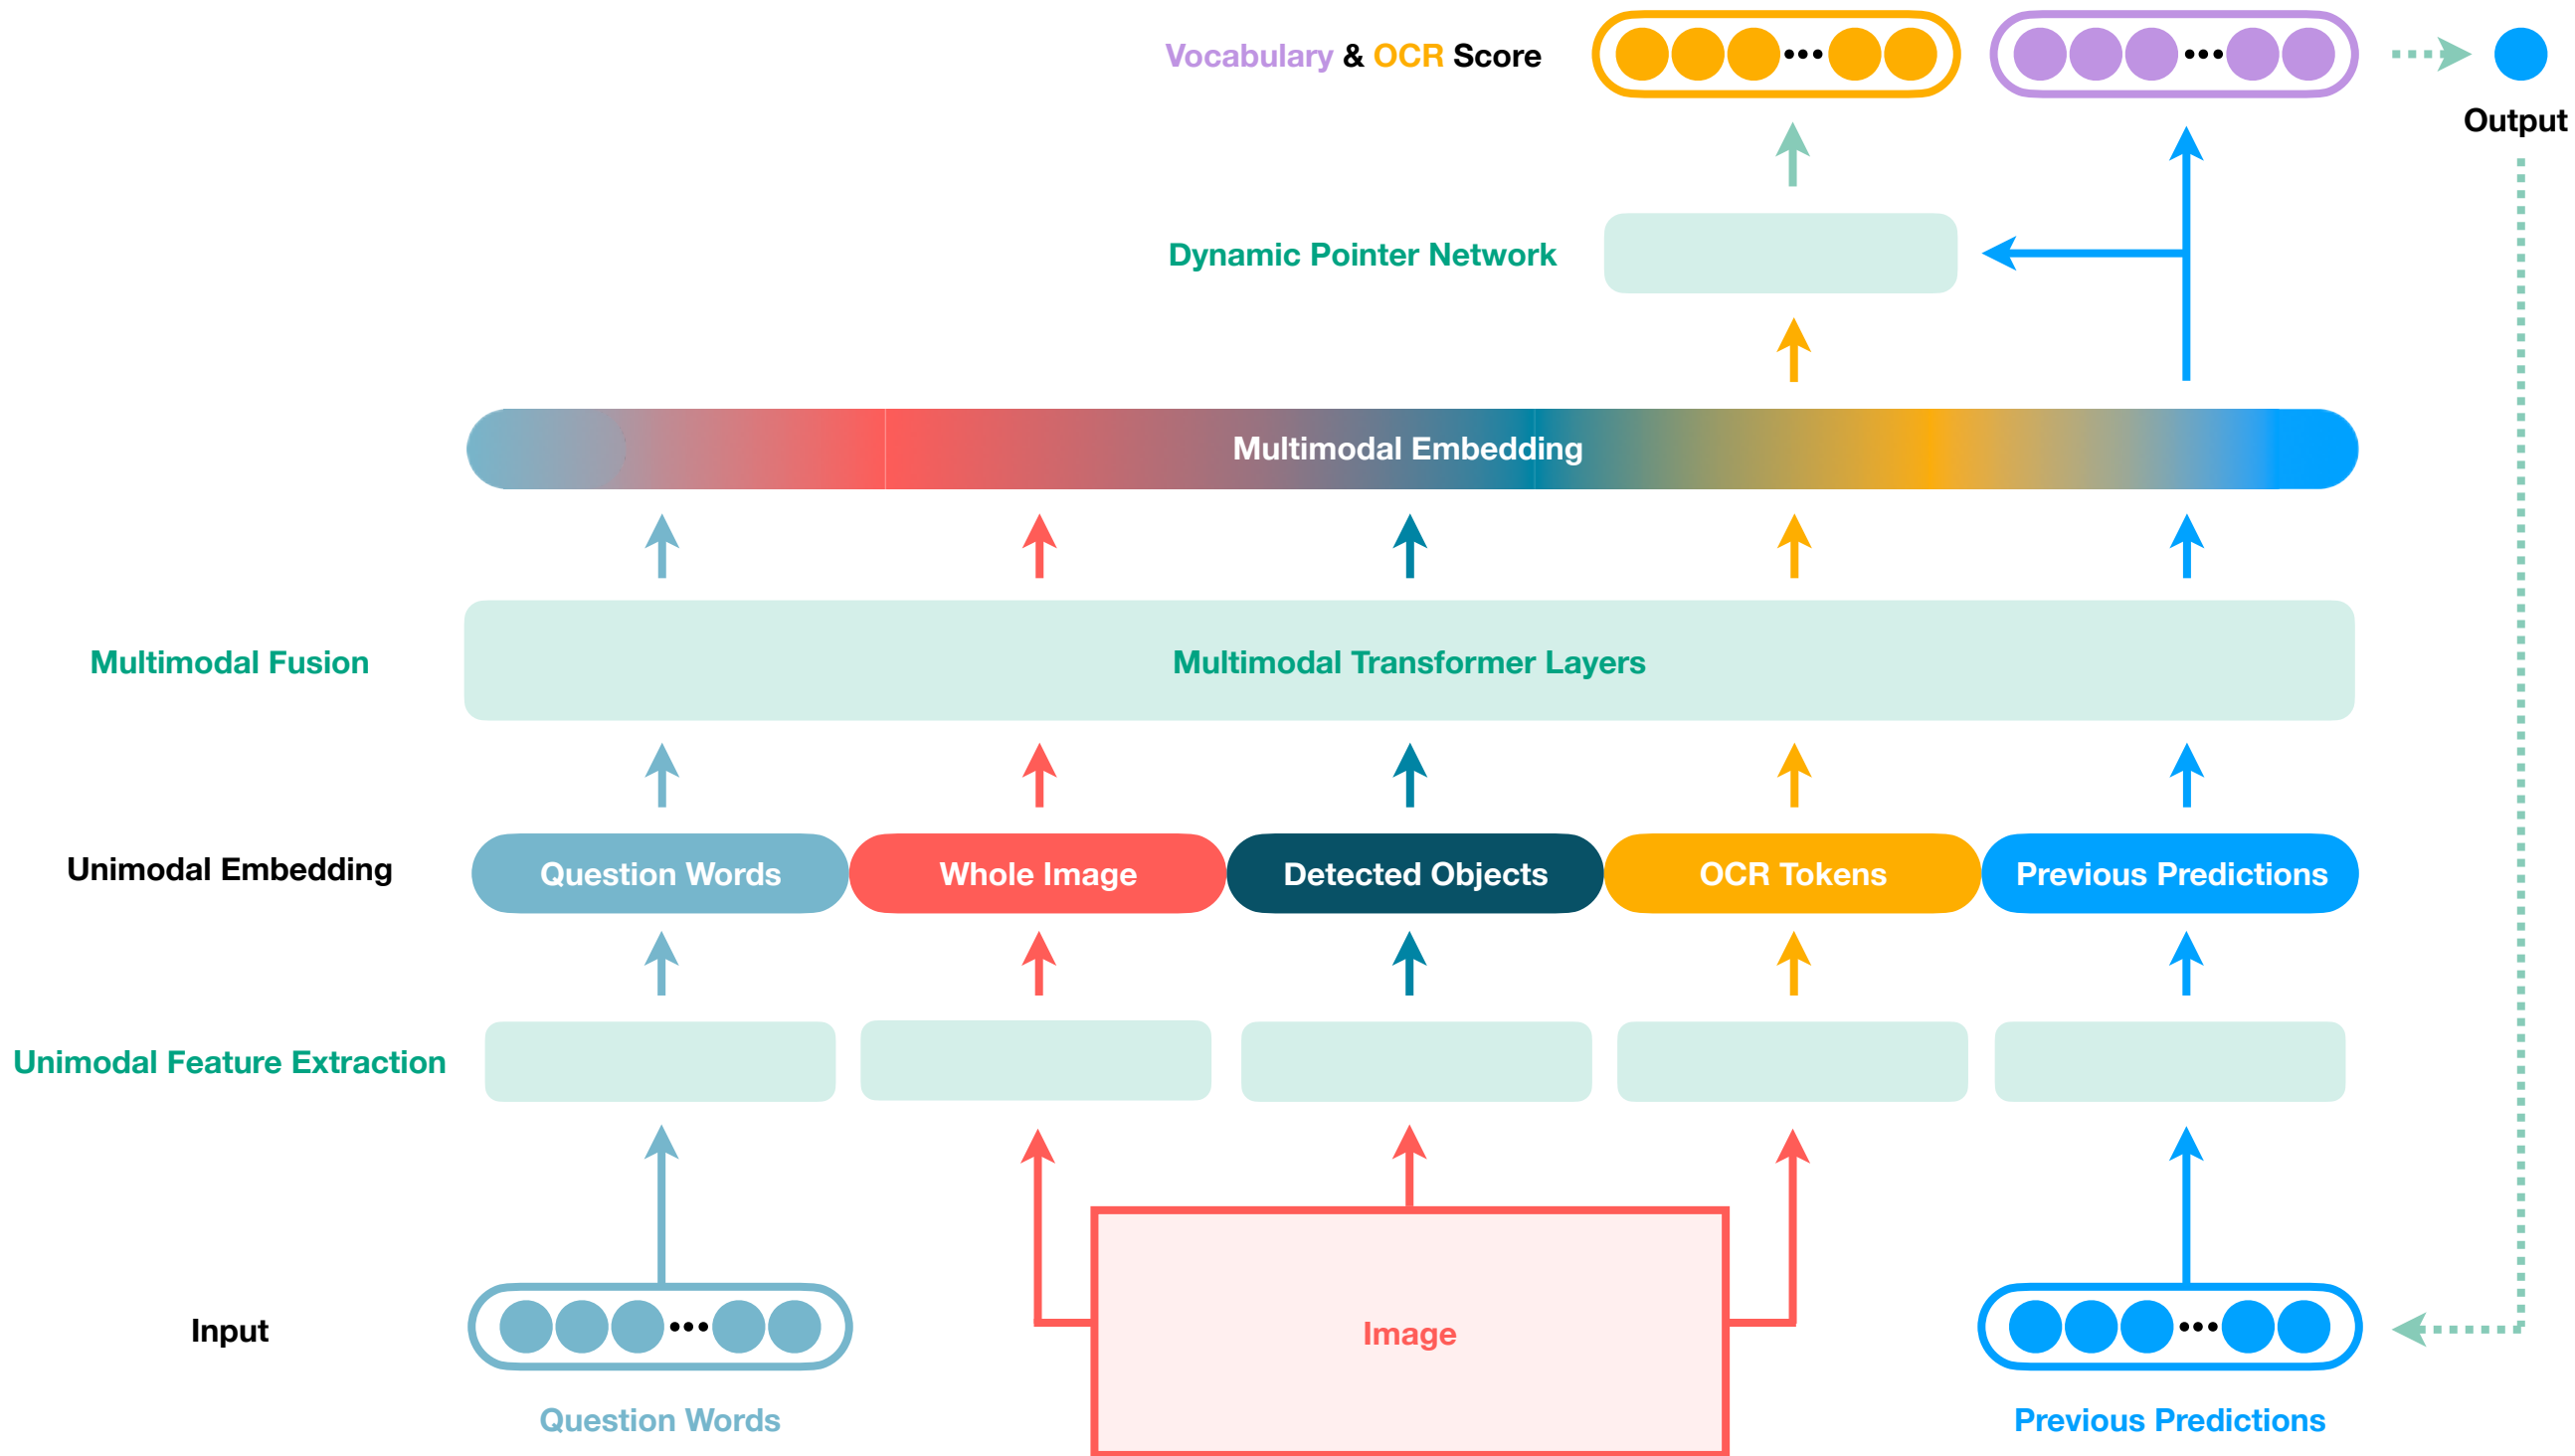 Vocabulary & OCR Score
Output
Dynamic Pointer Network
Multimodal Embedding
Multimodal Fusion
Multimodal Transformer Layers
Unimodal Embedding
Question Words
Whole Image
Detected Objects
OCR Tokens
Previous Predictions
Unimodal Feature Extraction
Input
Image
Question Words
Previous Predictions